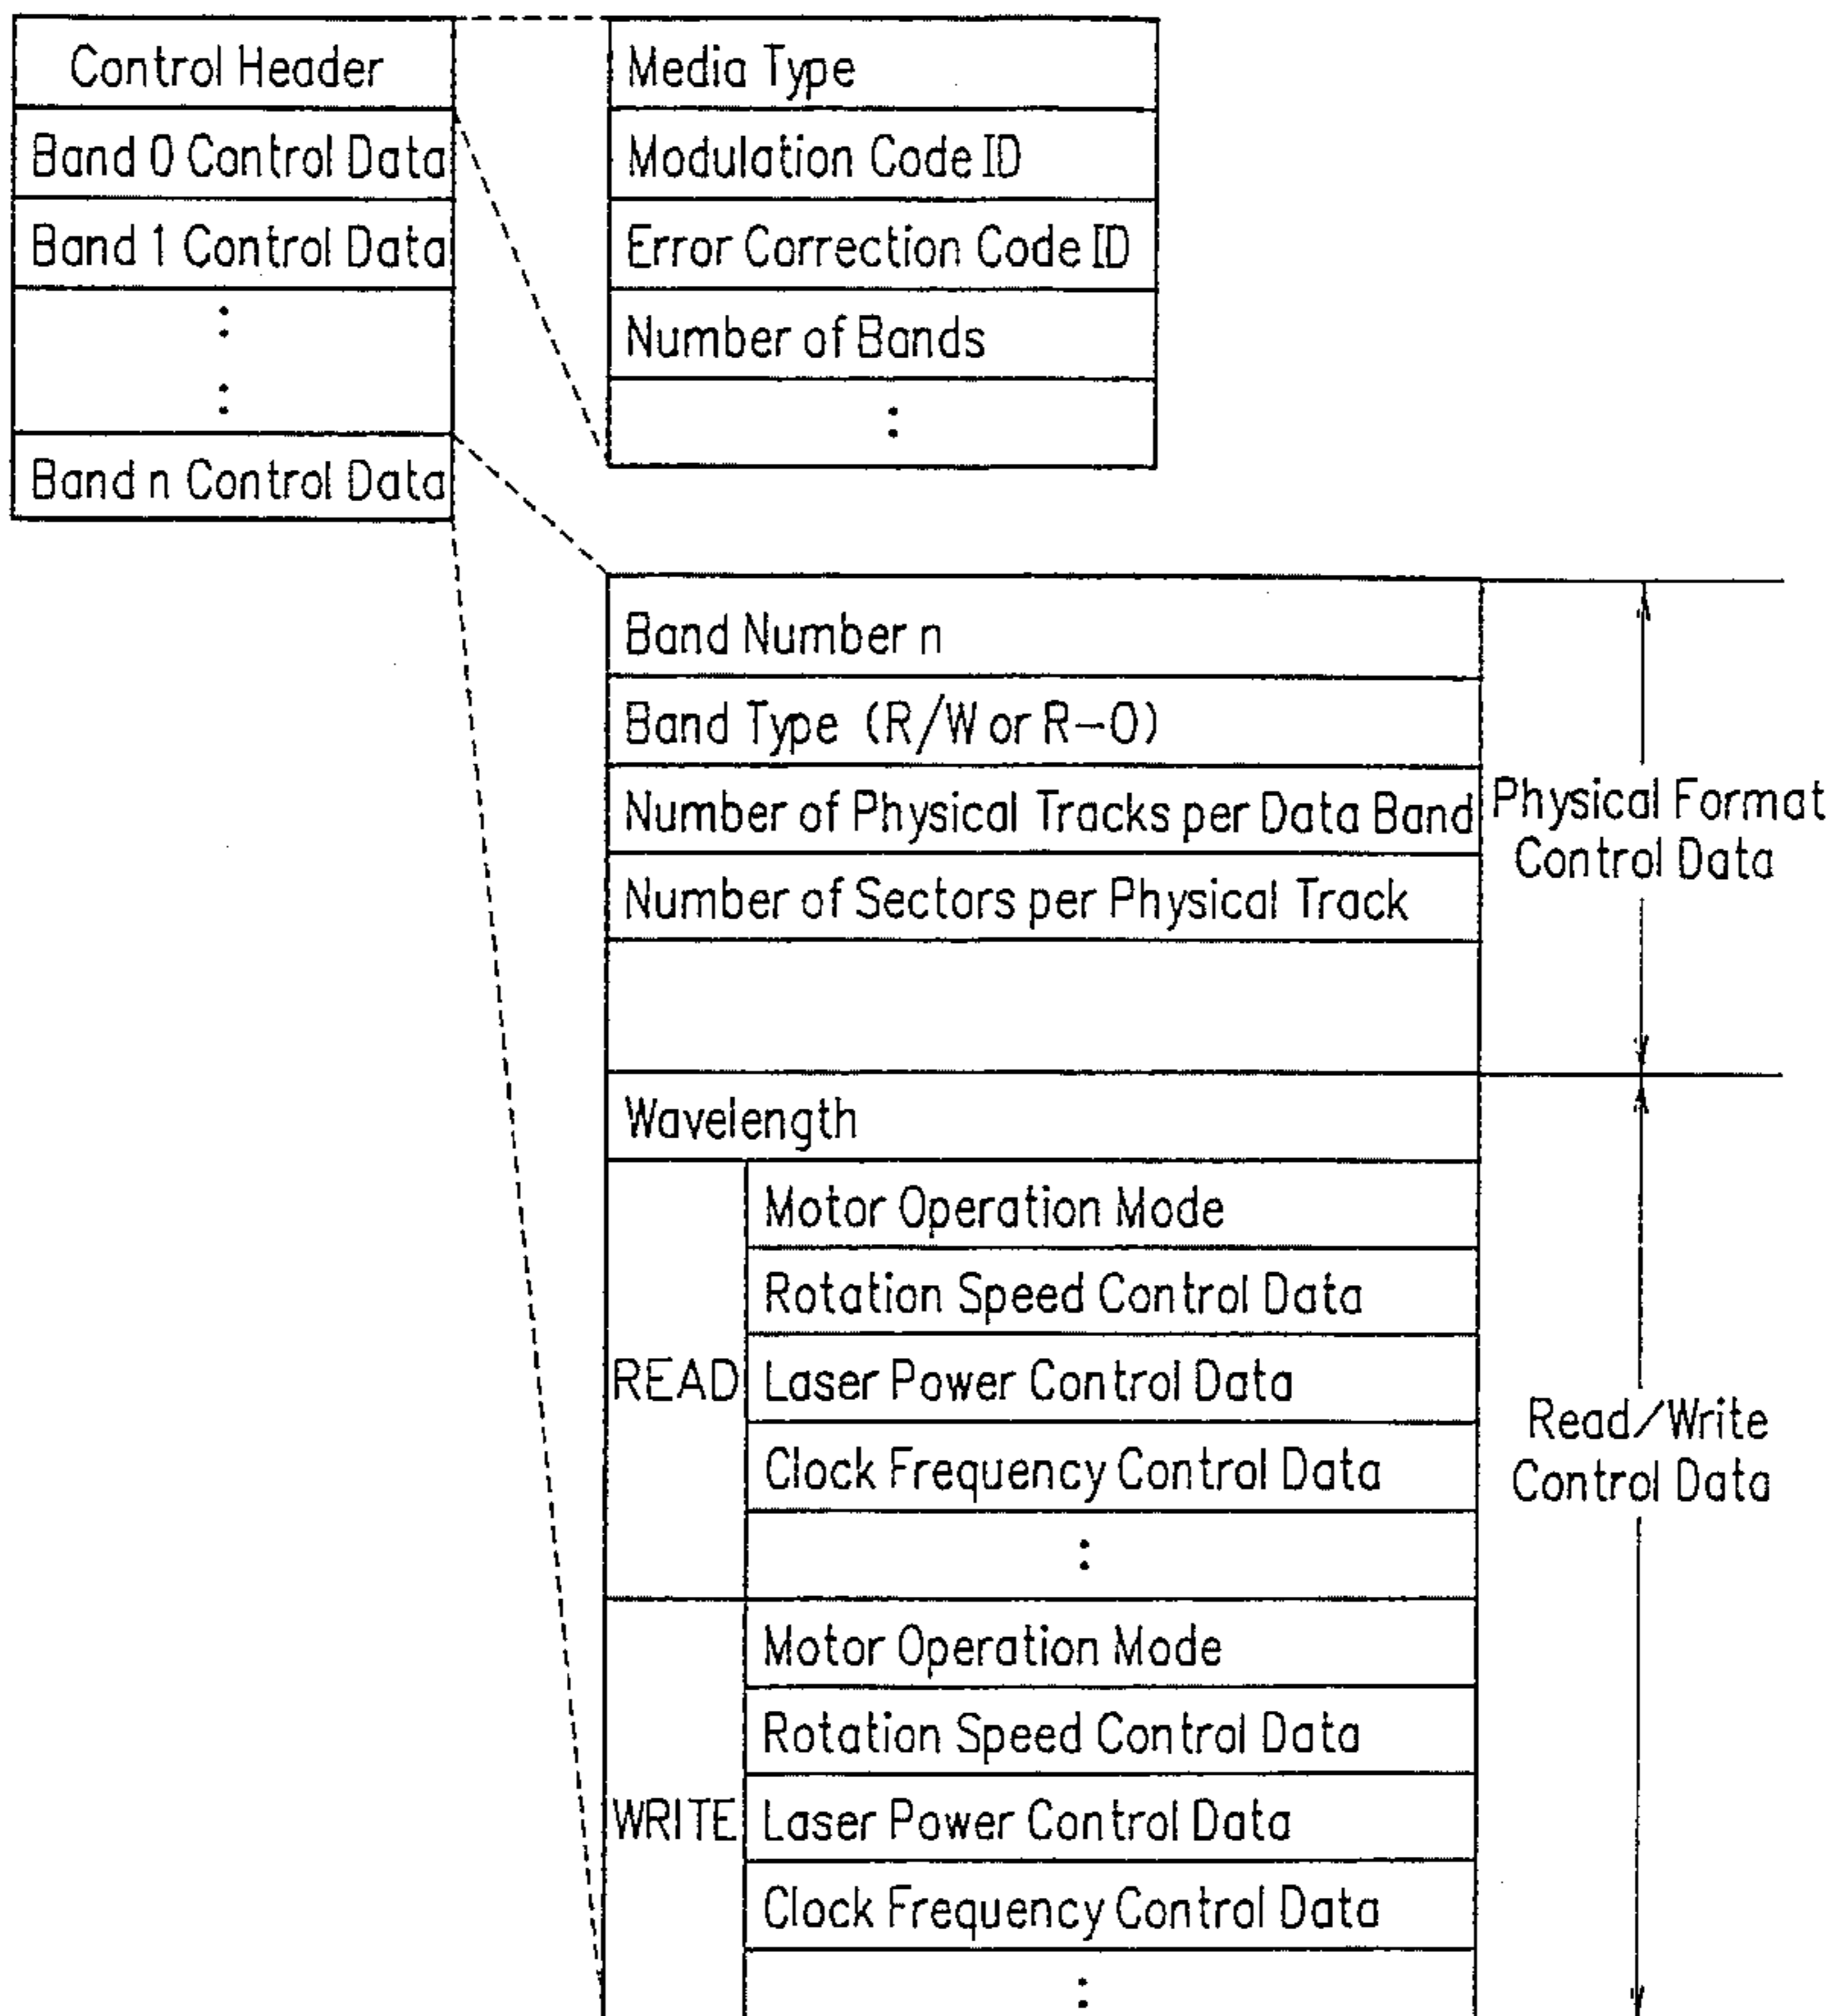 Control Header
Band 0 Control Data
Band 1 Control Data
:
:
Band n Control Data
Media Type
Modulation Code ID
Error Correction Code ID
Number of Bands
:
Band Number n
Band Type (R/W or R-O)
Number of Physical Tracks per Data Band
Number of Sectors per Physical Track
Physical Format
Control Data
Wavelength
READ
Motor Operation Mode
Rotation Speed Control Data
Laser Power Control Data
Clock Frequency Control Data
:
WRITE
Motor Operation Mode
Rotation Speed Control Data
Laser Power Control Data
Clock Frequency Control Data
:
Read/Write
Control Data